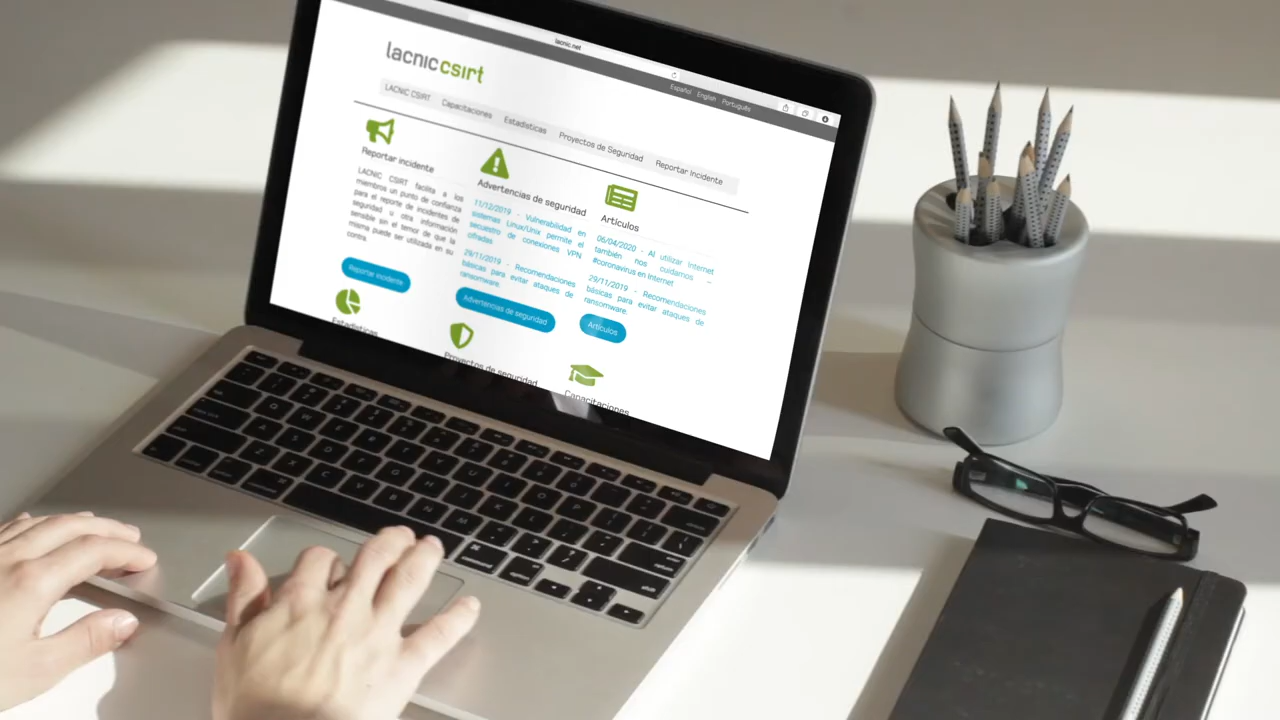 lacnic.net
Español English Português
lacnic csirt
LACNIC CSIRT Capacitaciones Estadísticas Proyectos de Seguridad Reportar Incidente
Reportar incidente
LACNIC CSIRT facilita a los
miembros un punto de confianza
para el reporte de incidentes de
seguridad u otra información
sensible sin el temor de que la
misma puede ser utilizada en su
contra.
Reportar incidente
Advertencias de seguridad
11/12/2019 - Vulnerabilidad en
sistemas Linux/Unix permite el
secuestro de conexiones VPN
cifradas
29/11/2019 - Recomendaciones
básicas para evitar ataques de
ransomware.
Advertencias de seguridad
Artículos
06/04/2020 - Al utilizar Internet
también nos cuidamos -
#coronavirus en Internet
29/11/2019 - Recomendaciones
básicas para evitar ataques de
ransomware.
Artículos
Estadísticas
Proyectos de seguridad
Capacitaciones
command
option
return
shift